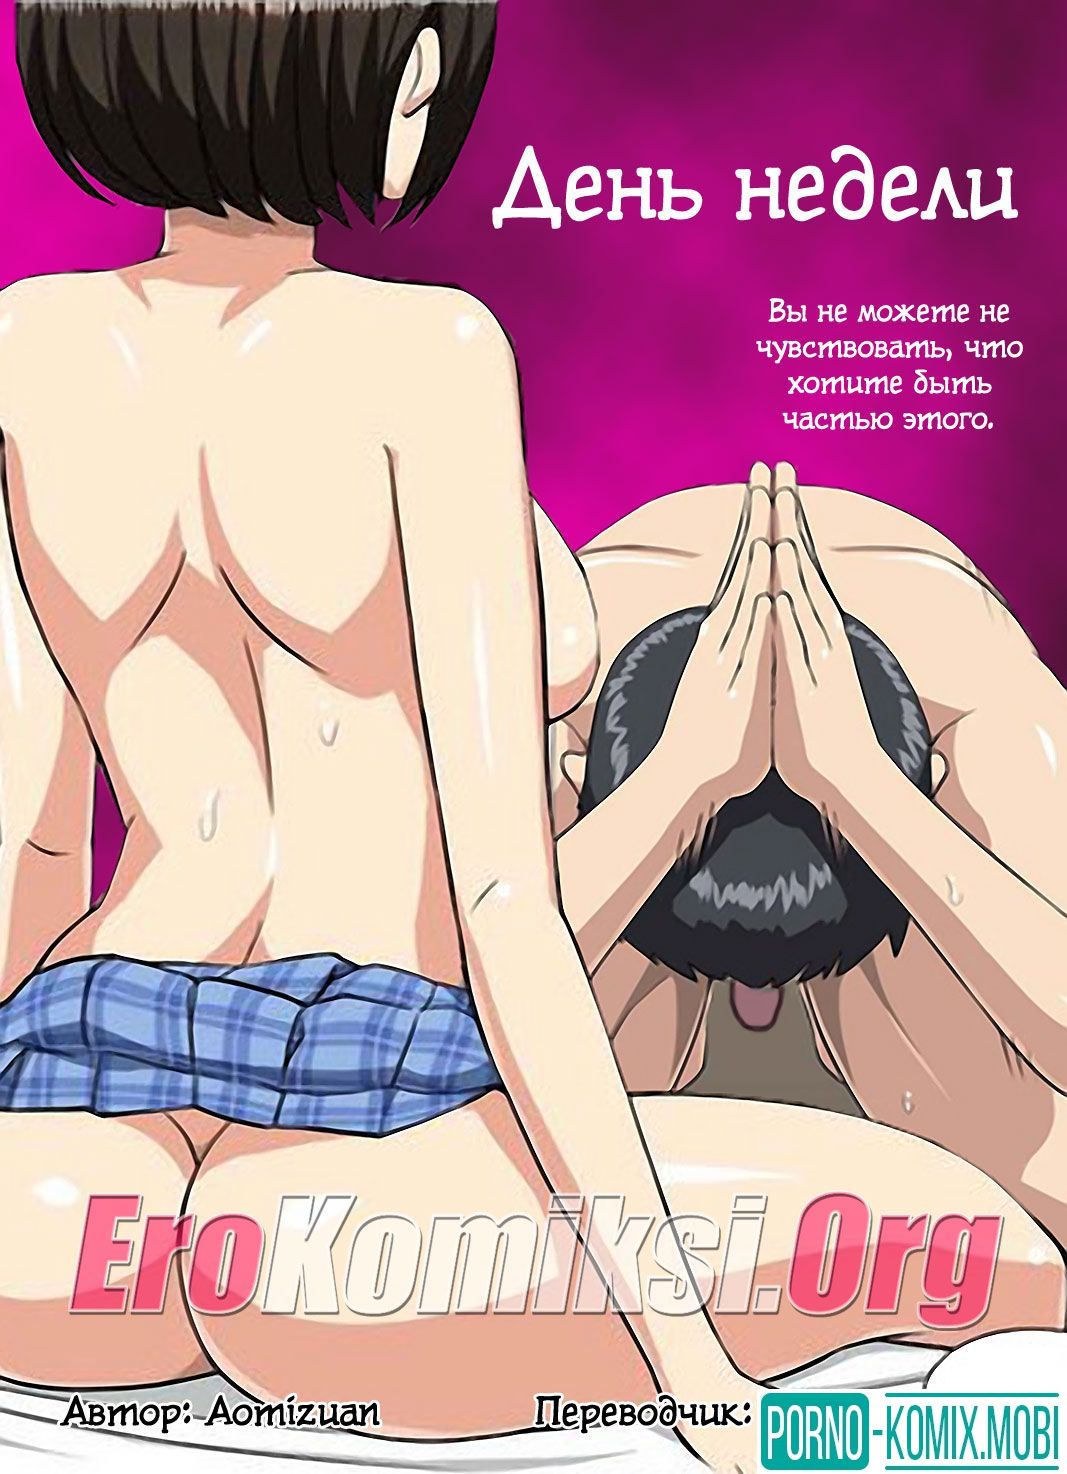 День недели
Вы не можете не
чувствовать, что
хотите быть
частью этого.
EroKomiksi.Org
Автор: Aomizuan
Переводчик: PORNO-KOMIX.MOBI